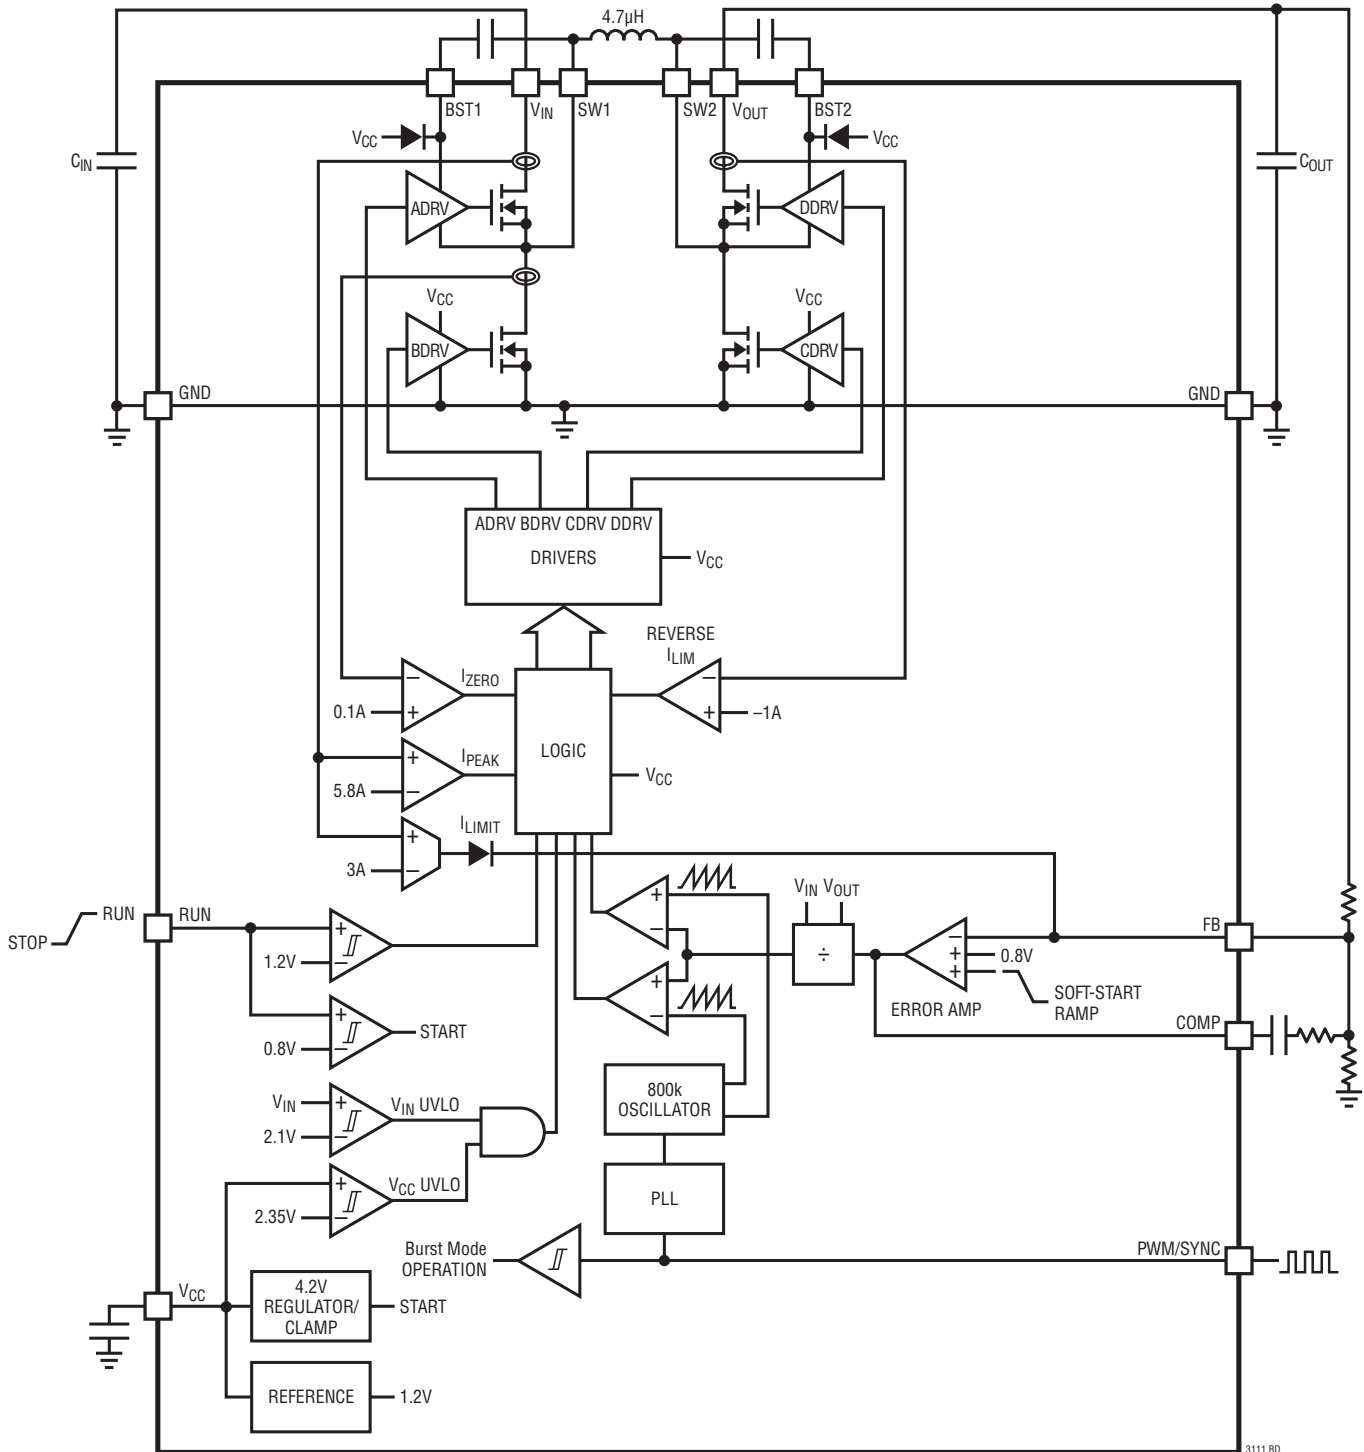 4.7µH
BST1
VIN
SW1
SW2
VOUT
BST2
VCC
VCC
CIN
COUT
ADRV
DDRV
VCC
VCC
BDRV
CDRV
GND
GND
ADRV BDRV CDRV DDRV
DRIVERS
VCC
REVERSE
ILIM
IZERO
–
–
0.1A
+
+
–1A
LOGIC
IPEAK
+
VCC
5.8A
–
ILIMIT
+
3A
–
VIN VOUT
+
–
÷
–
+
+
0.8V
SOFT-START
RAMP
ERROR AMP
FB
COMP
STOP
RUN
RUN
+
1.2V
–
+
–
+
START
0.8V
–
800k
OSCILLATOR
VIN
+
VIN UVLO
2.1V
–
+
VCC UVLO
2.35V
–
PLL
Burst Mode
OPERATION
PWM/SYNC
VCC
4.2V
REGULATOR/
CLAMP
START
REFERENCE
1.2V
3111 BD